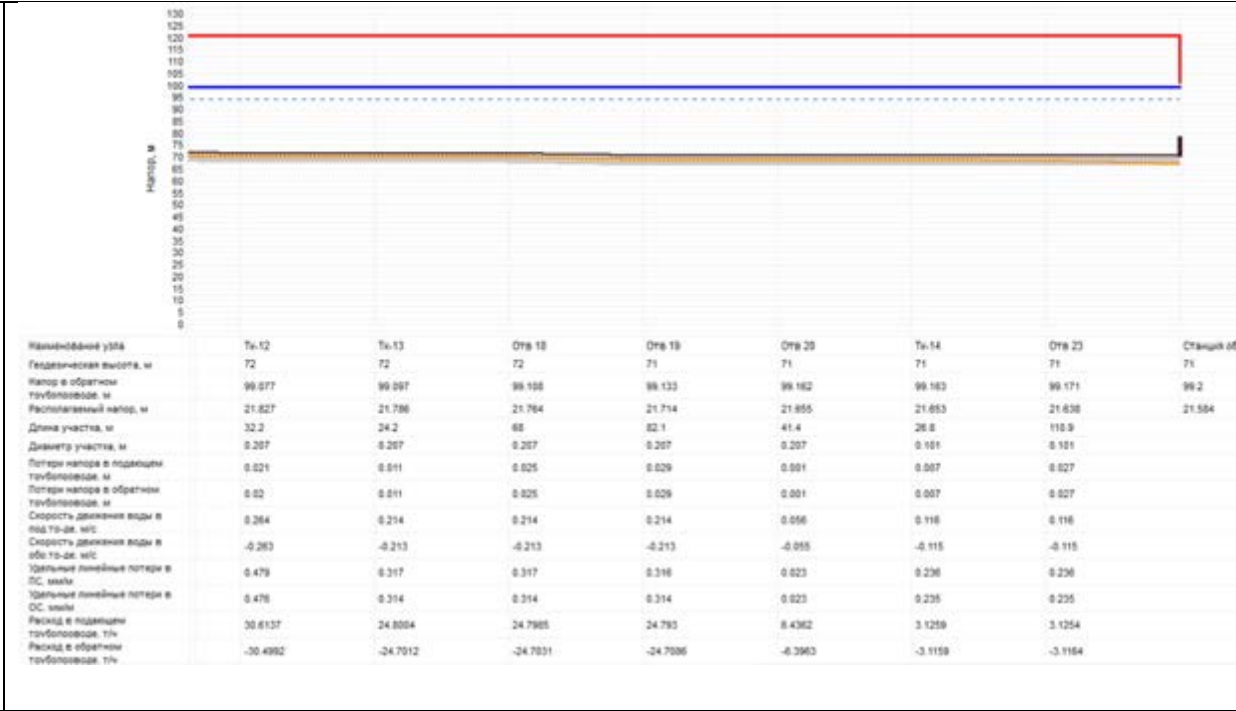 130
125
120
115
110
105
100
95
90
85
80
75
70
65
60
55
50
45
40
35
30
25
20
15
10
5
0
Напор, м
Наименование узла Тк-12 Тк-13 Отв 18 Отв 19 Отв 20 Тк-14 Отв 23 Станция об
Геодезическая высота, м 72 72 72 71 71 71 71 71
Напор в обратном
трубопроводе, м 99.077 99.097 99.108 99.133 99.162 99.163 99.171 99.2
Располагаемый напор, м 21.827 21.786 21.764 21.714 21.655 21.653 21.638 21.584
Длина участка, м 32.2 24.2 68 82.1 41.4 26.8 110.9
Диаметр участка, м 0.207 0.207 0.207 0.207 0.207 0.101 0.101
Потери напора в подающем
трубопроводе, м 0.021 0.011 0.025 0.029 0.001 0.007 0.027
Потери напора в обратном
трубопроводе, м 0.02 0.011 0.025 0.029 0.001 0.007 0.027
Скорость движения воды в
под.тр-де, м/с 0.264 0.214 0.214 0.214 0.056 0.116 0.116
Скорость движения воды в
обр.тр-де, м/с -0.263 -0.213 -0.213 -0.213 -0.055 -0.115 -0.115
Удельные линейные потери в
ПС, мм/м 0.479 0.317 0.317 0.316 0.023 0.236 0.236
Удельные линейные потери в
ОС, мм/м 0.476 0.314 0.314 0.314 0.023 0.235 0.235
Расход в подающем
трубопроводе, т/ч 30.6137 24.8004 24.7985 24.793 6.4362 3.1259 3.1254
Расход в обратном
трубопроводе, т/ч -30.4992 -24.7012 -24.7031 -24.7086 -6.3963 -3.1159 -3.1164